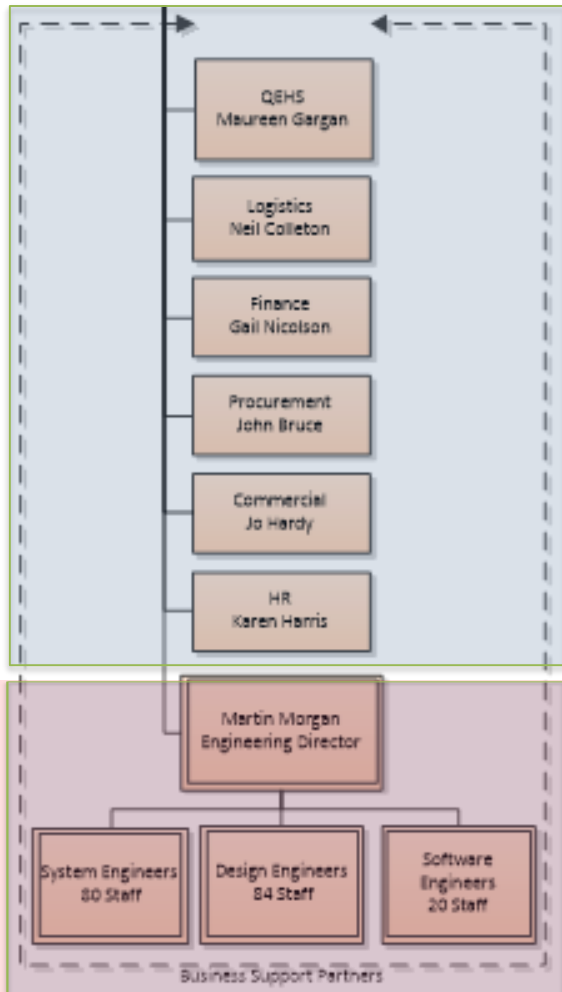 QEHS
Maureen Gargan
Logistics
Neil Colleton
Finance
Gail Nicolson
Procurement
John Bruce
Commercial
Jo Hardy
HR
Karen Harris
Martin Morgan
Engineering Director
System Engineers
80 Staff
Design Engineers
84 Staff
Software
Engineers
20 Staff
Business Support Partners